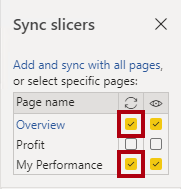 Sync slicers
Add and sync with all pages,
or select specific pages:
Page name
Overview
Profit
My Performance